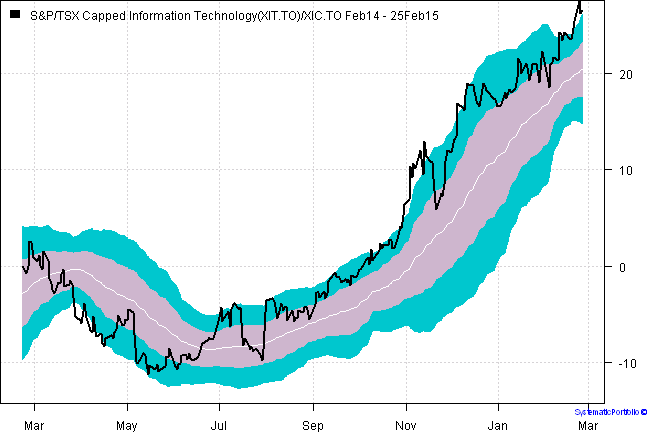 S&P/TSX Capped Information Technology(XIT.TO)/XIC.TO Feb14 - 25Feb15
20
10
0
-10
SystematicPortfolio ©
Mar May Jul Sep Nov Jan Mar